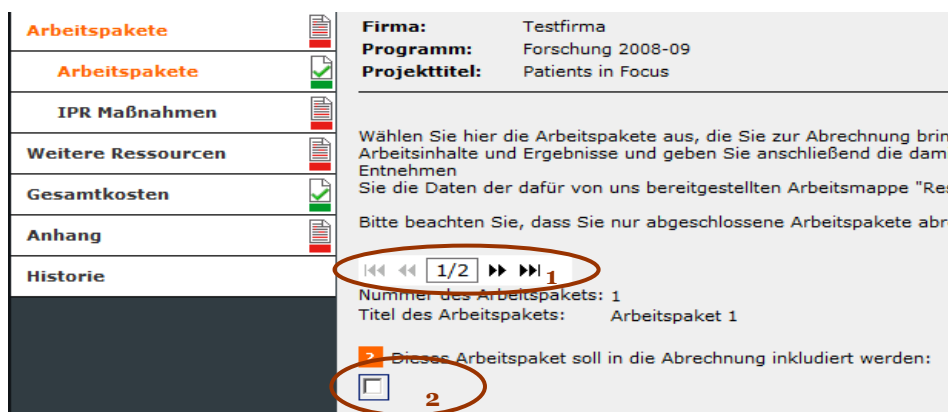 Arbeitspakete
Arbeitspakete
IPR Maßnahmen
Weitere Ressourcen
Gesamtkosten
Anhang
Historie
Firma: Testfirma
Programm: Forschung 2008-09
Projekttitel: Patients in Focus
Wählen Sie hier die Arbeitspakete aus, die Sie zur Abrechnung brin
Arbeitsinhalte und Ergebnisse und geben Sie anschließend die dam
Entnehmen
Sie die Daten der dafür von uns bereitgestellten Arbeitsmappe "Res
Bitte beachten Sie, dass Sie nur abgeschlossene Arbeitspakete abr
1/2 1
Nummer des Arbeitspakets: 1
Titel des Arbeitspakets: Arbeitspaket 1
? Dieses Arbeitspaket soll in die Abrechnung inkludiert werden:
2